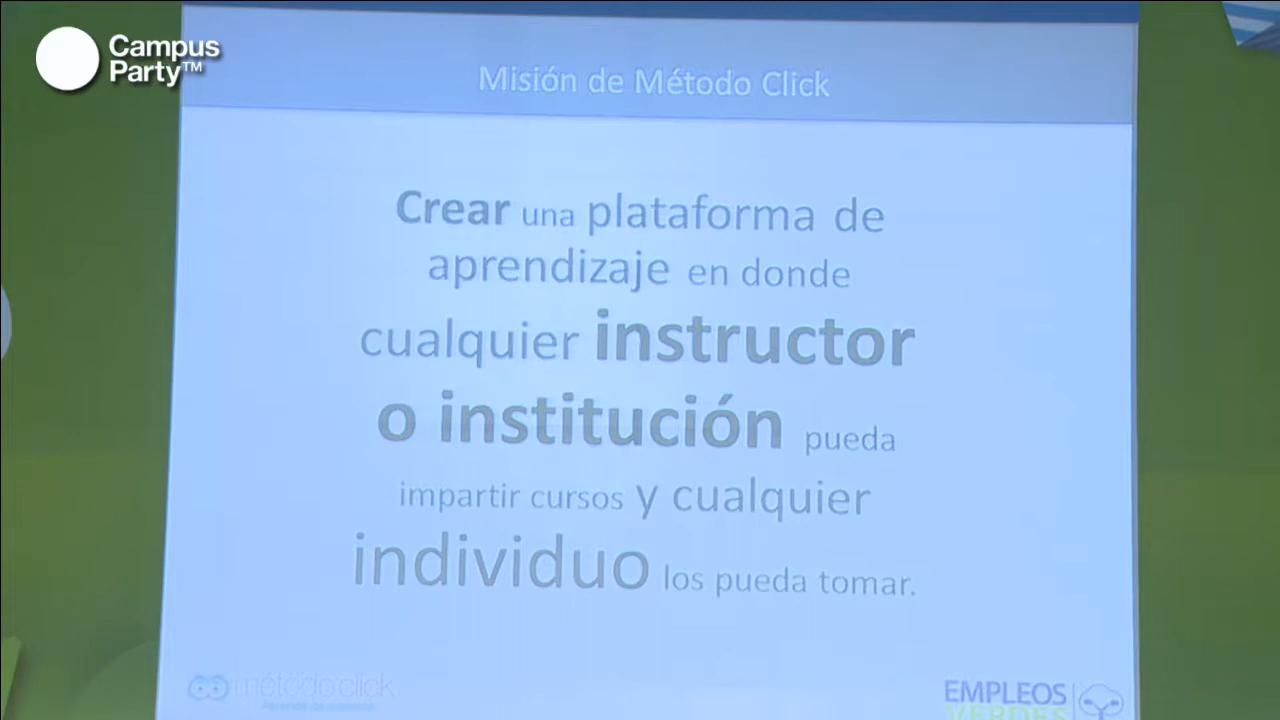 Campus
Party™
Misión de Método Click
Crear una plataforma de
aprendizaje en donde
cualquier instructor
o institución pueda
impartir cursos y cualquier
individuo los pueda tomar.
métodoclick
EMPLEOS
VERDES